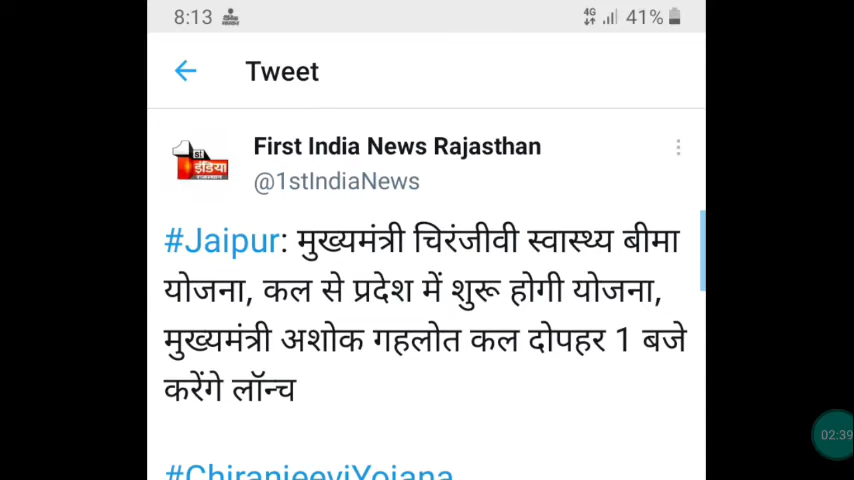 8:13 4G 41%
Tweet
First India News Rajasthan
@1stIndiaNews
#Jaipur: मुख्यमंत्री चिरंजीवी स्वास्थ्य बीमा
योजना, कल से प्रदेश में शुरू होगी योजना,
मुख्यमंत्री अशोक गहलोत कल दोपहर 1 बजे
करेंगे लॉन्च
#ChiranjeeviYojana
02:39